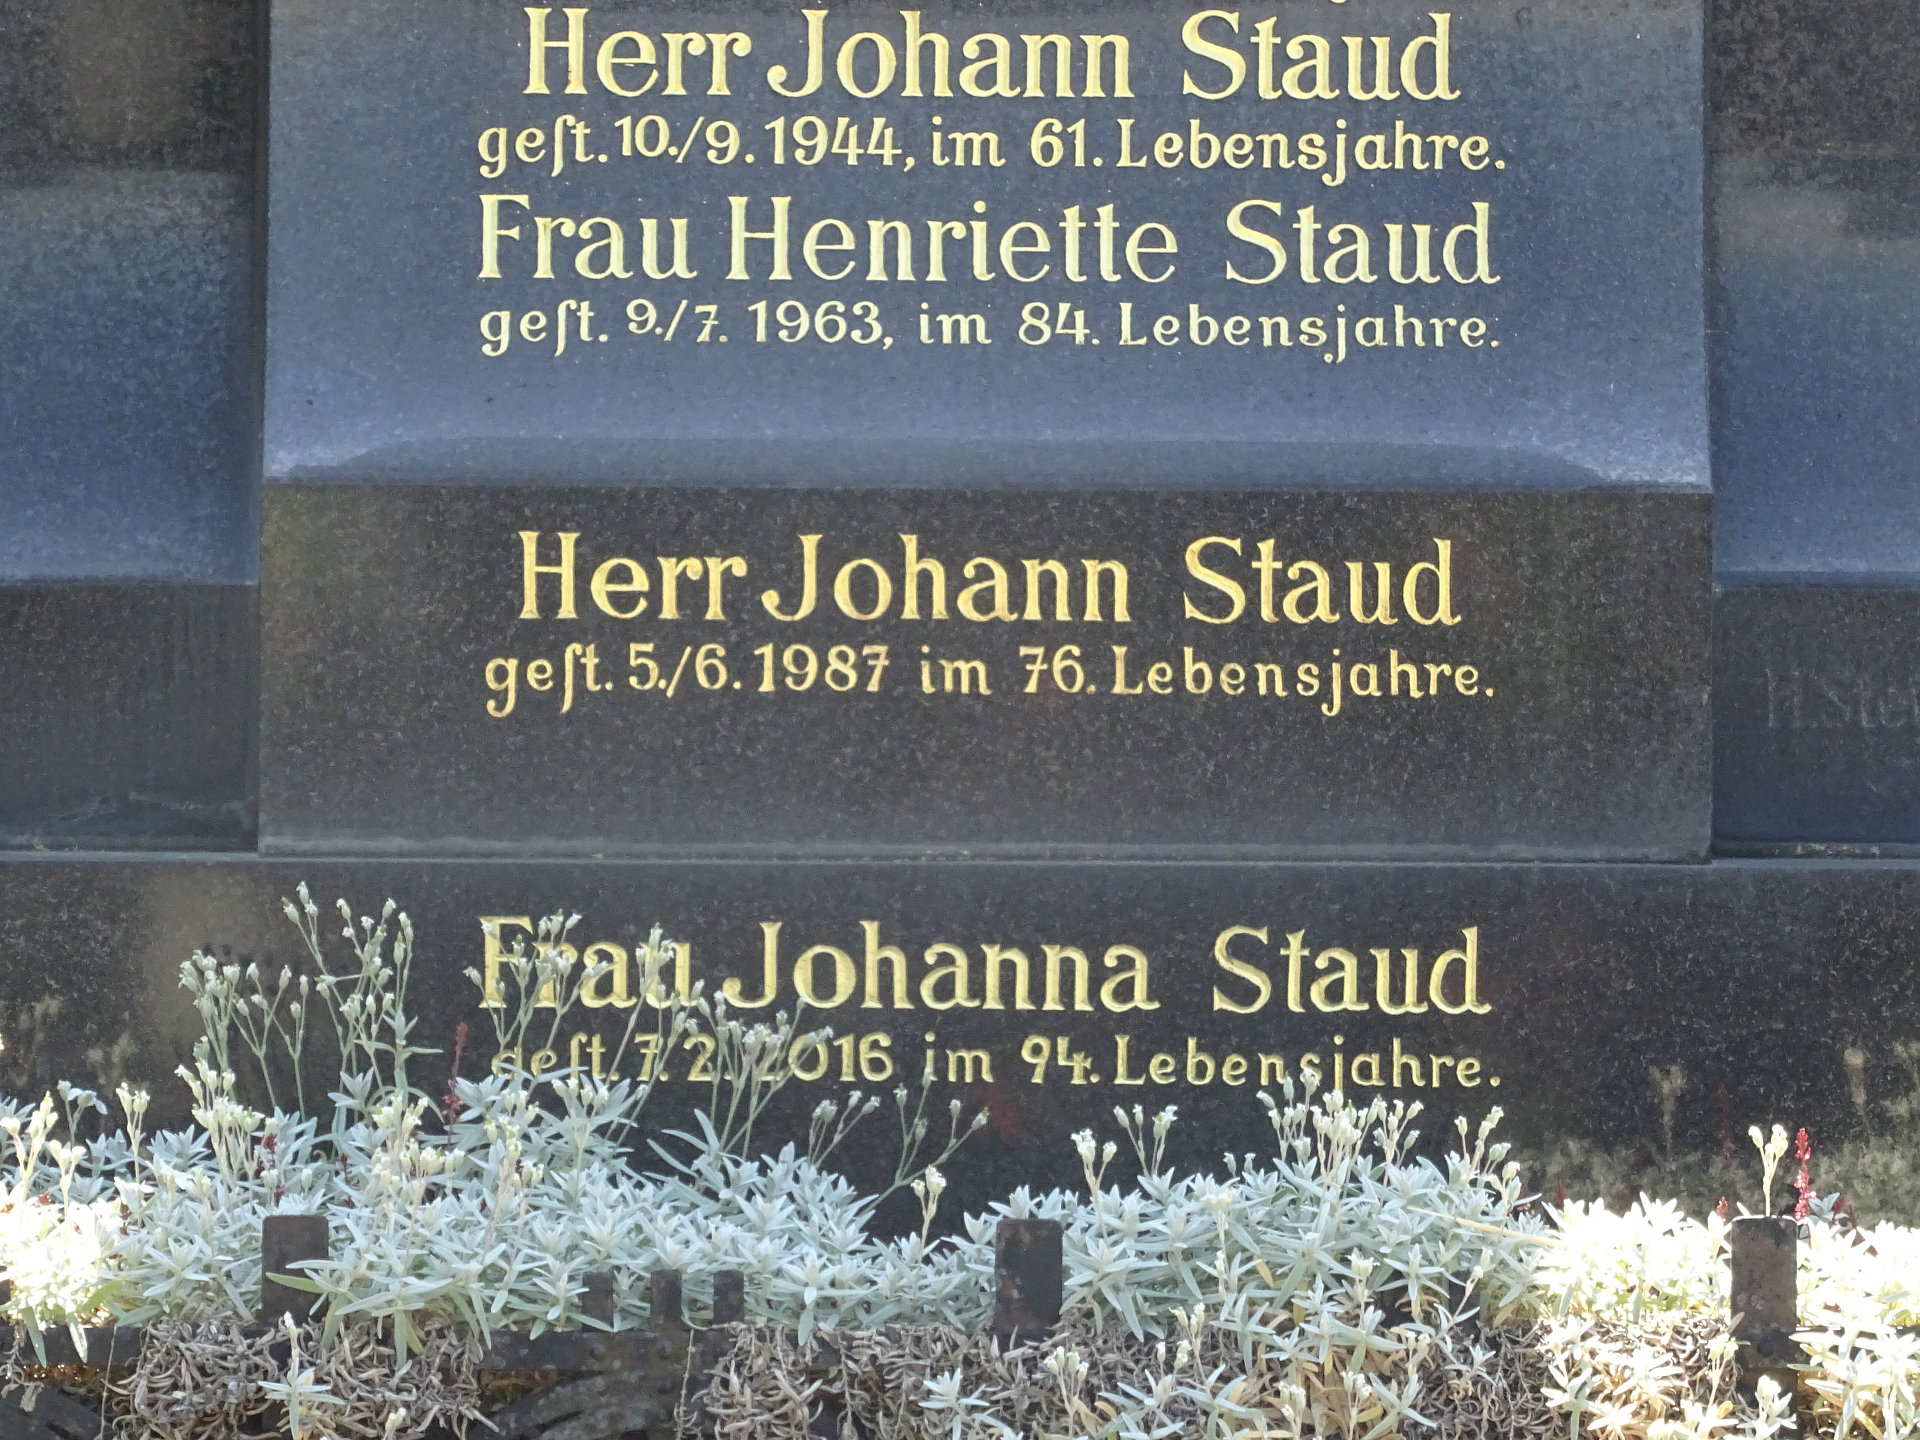 Herr Johann Staud
geſt. 10./9. 1944, im 61. Lebensjahre.
Frau Henriette Staud
geſt. 9./7. 1963, im 84. Lebensjahre.
Herr Johann Staud
geſt. 5./6. 1987 im 76. Lebensjahre.
Frau Johanna Staud
geſt. 7. 2. 2016 im 94. Lebensjahre.